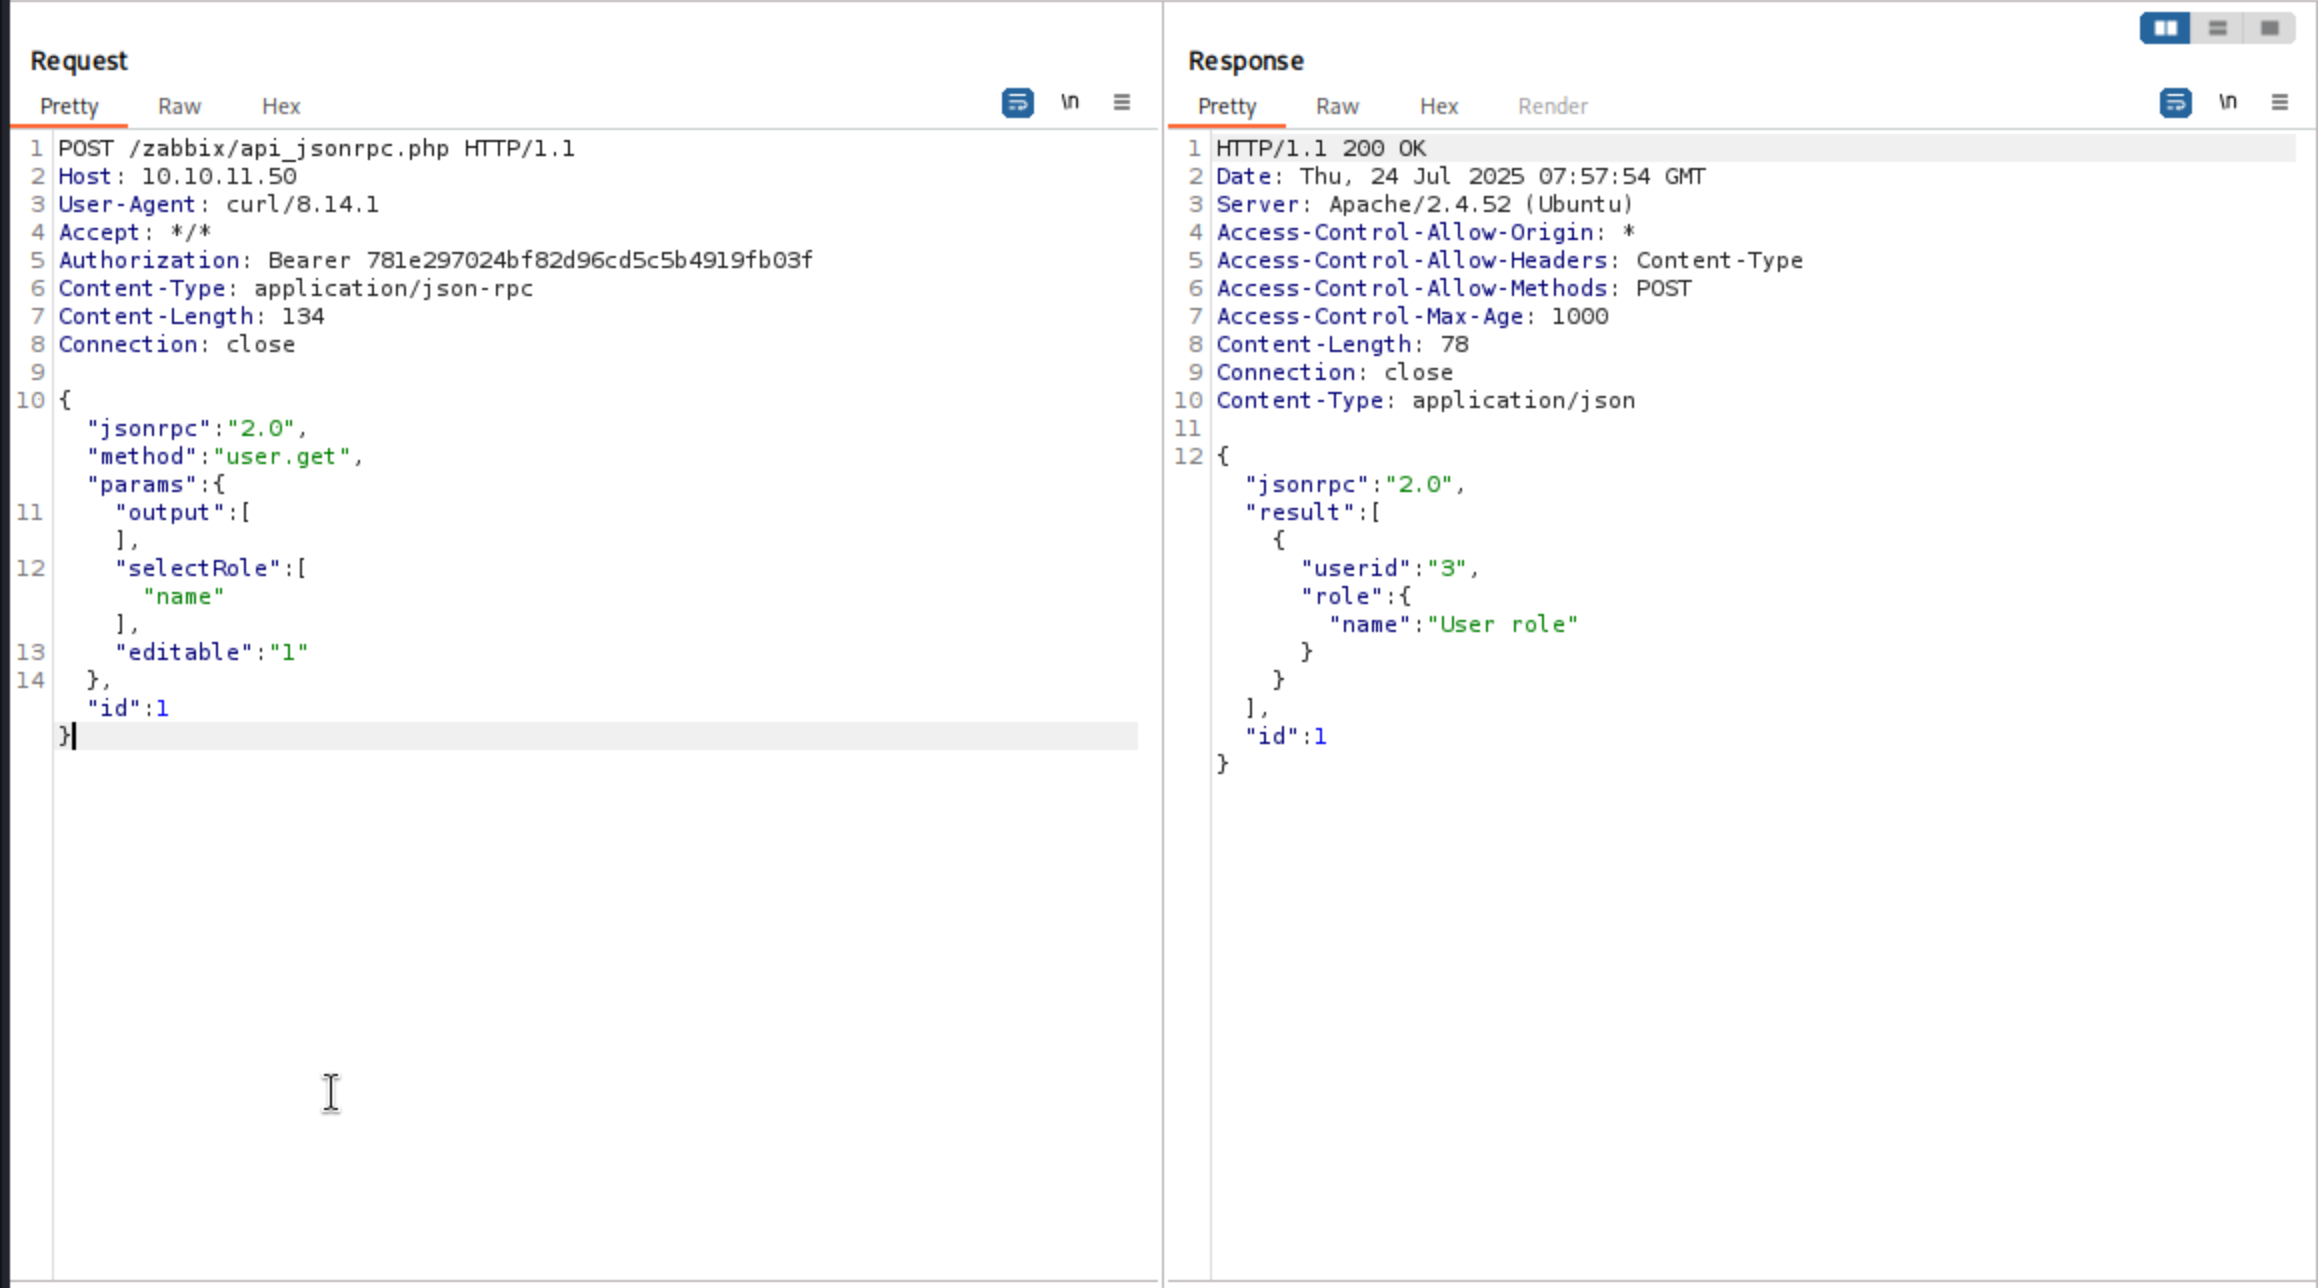 Request
Pretty Raw Hex \n
1 POST /zabbix/api_jsonrpc.php HTTP/1.1
2 Host: 10.10.11.50
3 User-Agent: curl/8.14.1
4 Accept: */*
5 Authorization: Bearer 781e297024bf82d96cd5c5b4919fb03f
6 Content-Type: application/json-rpc
7 Content-Length: 134
8 Connection: close
9
10 {
"jsonrpc":"2.0",
"method":"user.get",
"params":{
11 "output":[
],
12 "selectRole":[
"name"
],
13 "editable":"1"
14 },
"id":1
}
Response
Pretty Raw Hex Render \n
1 HTTP/1.1 200 OK
2 Date: Thu, 24 Jul 2025 07:57:54 GMT
3 Server: Apache/2.4.52 (Ubuntu)
4 Access-Control-Allow-Origin: *
5 Access-Control-Allow-Headers: Content-Type
6 Access-Control-Allow-Methods: POST
7 Access-Control-Max-Age: 1000
8 Content-Length: 78
9 Connection: close
10 Content-Type: application/json
11
12 {
"jsonrpc":"2.0",
"result":[
{
"userid":"3",
"role":{
"name":"User role"
}
}
],
"id":1
}